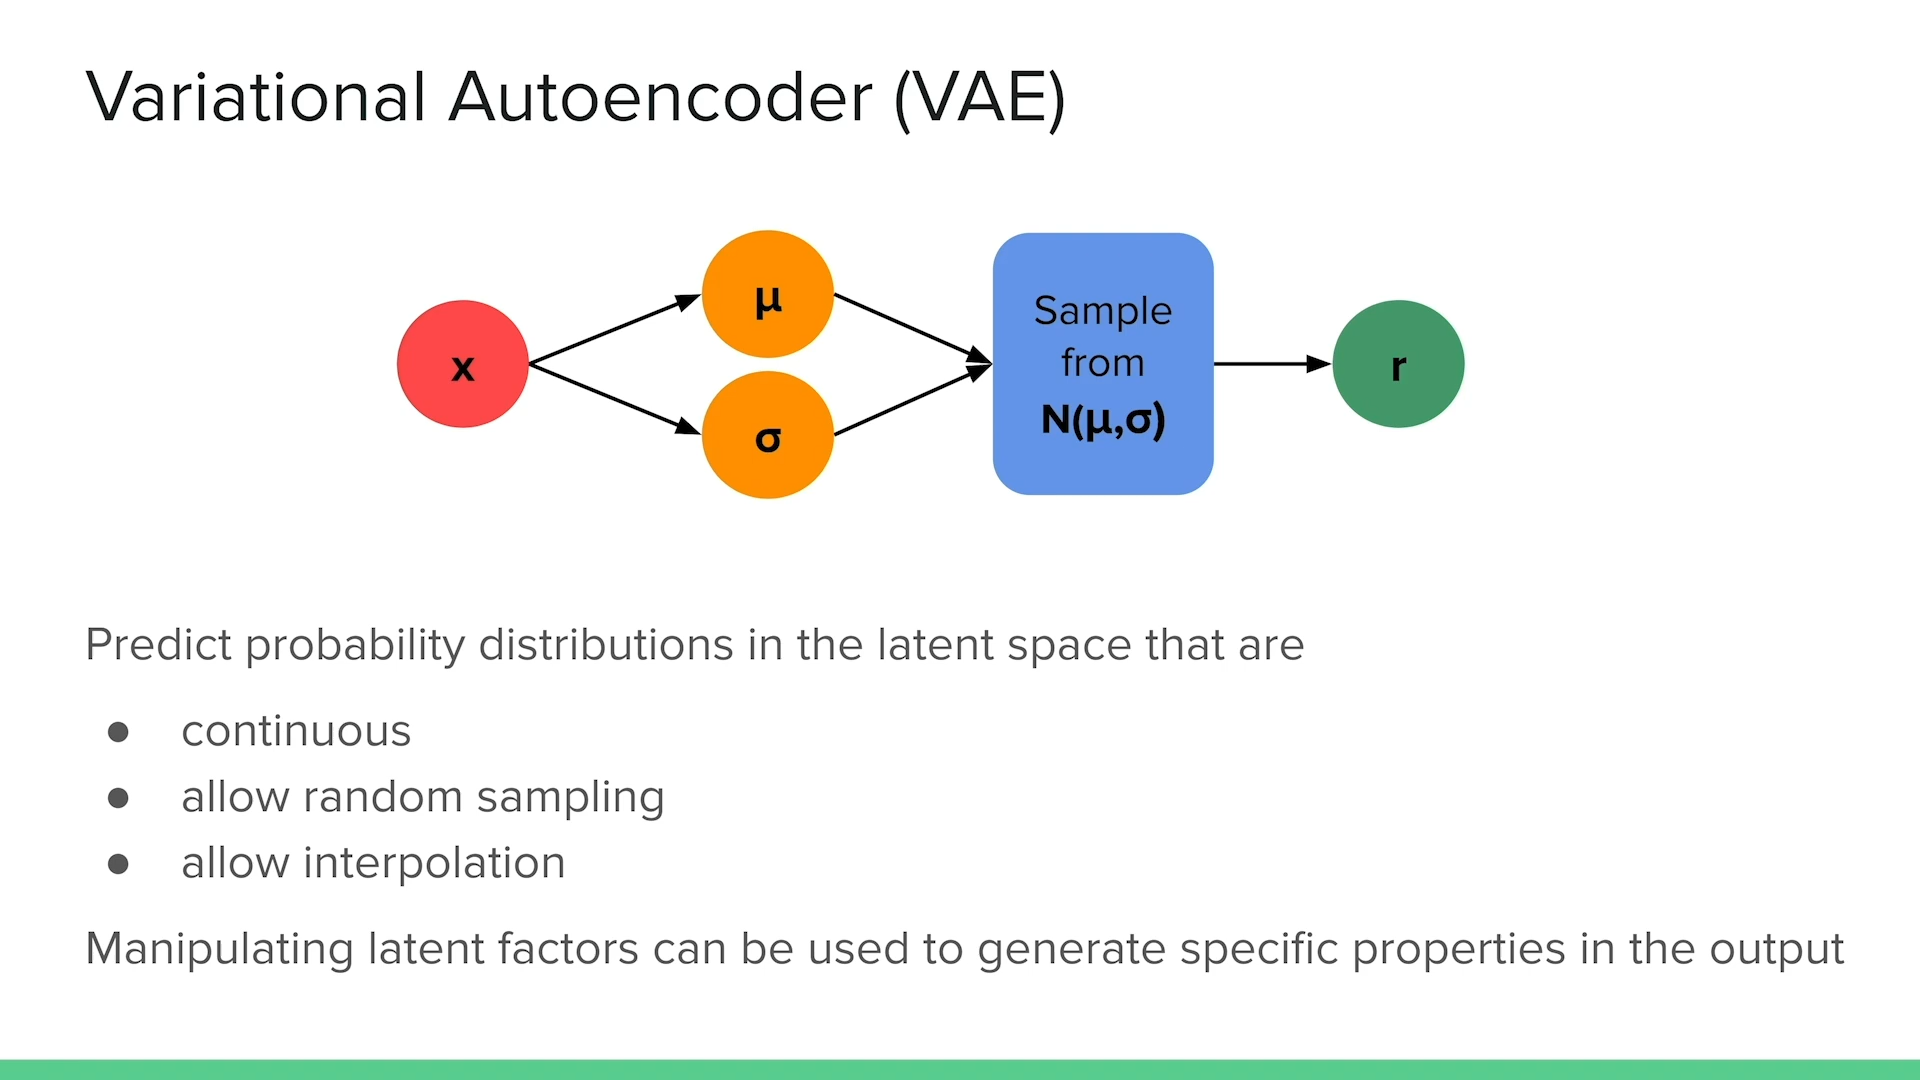 Variational Autoencoder (VAE)
x
μ
σ
Sample
from
N(μ,σ)
r
Predict probability distributions in the latent space that are
● continuous
● allow random sampling
● allow interpolation
Manipulating latent factors can be used to generate specific properties in the output